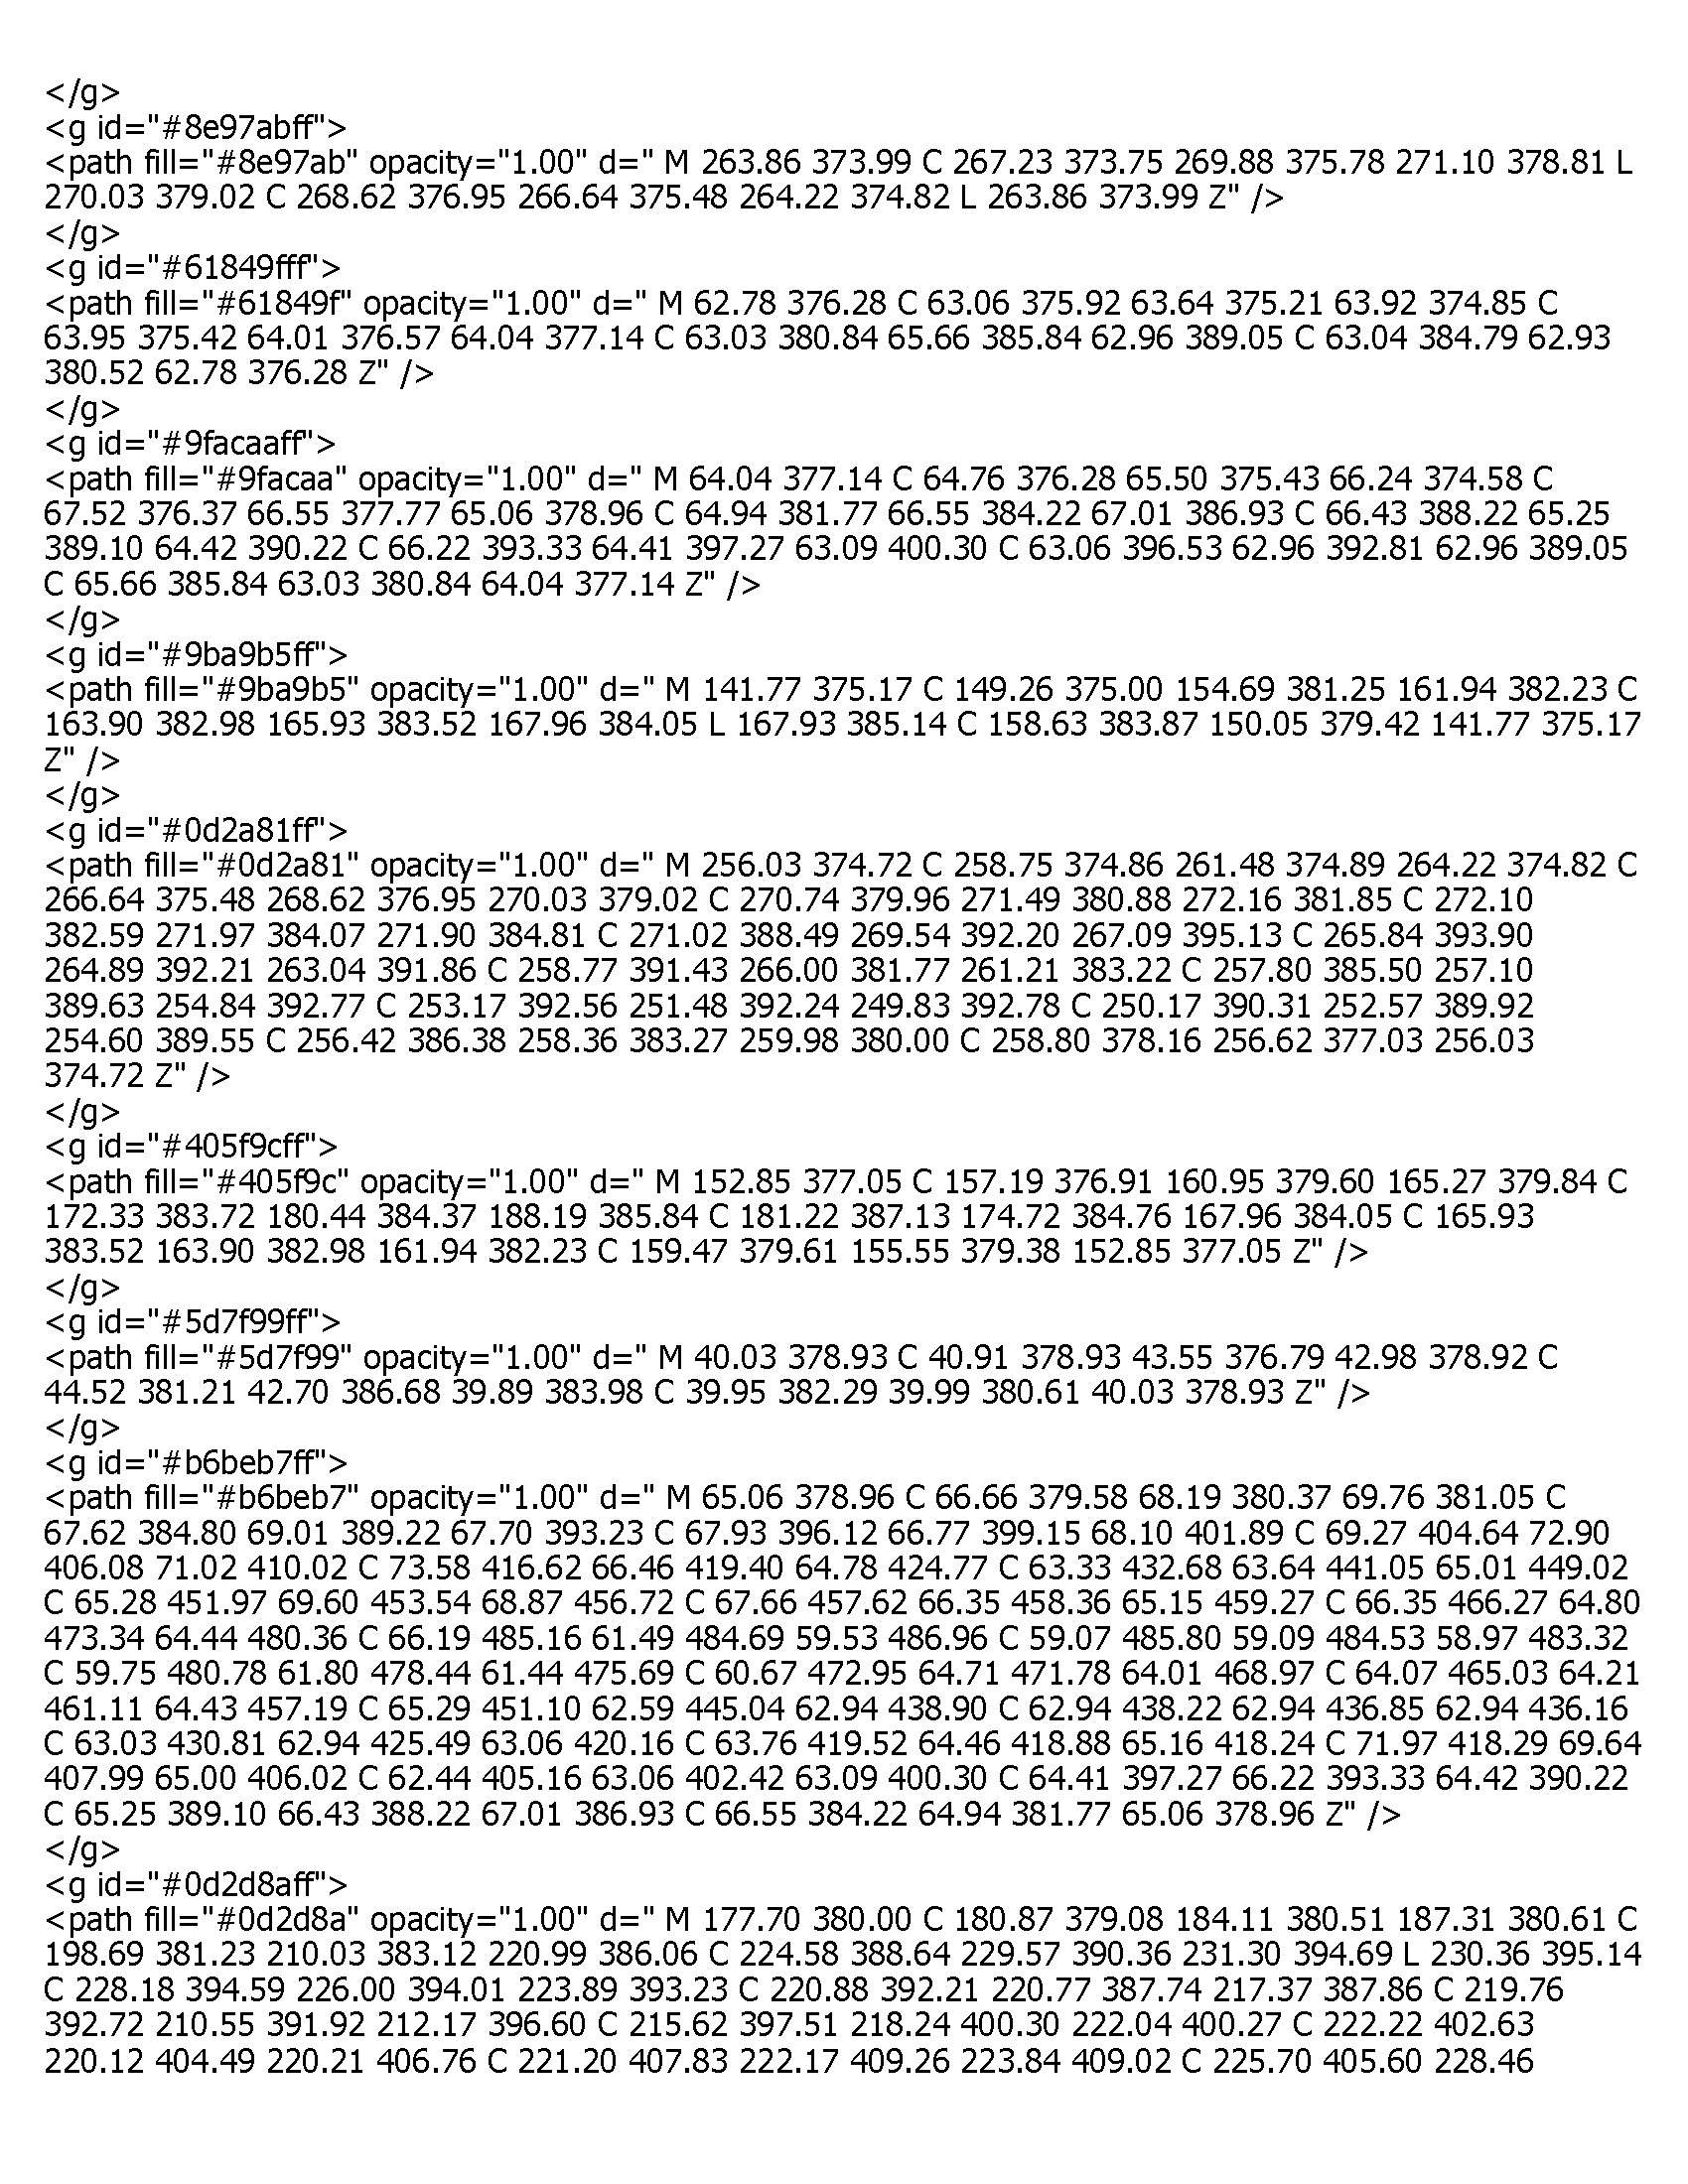 </g>
<g id="#8e97abff">
<path fill="#8e97ab" opacity="1.00" d=" M 263.86 373.99 C 267.23 373.75 269.88 375.78 271.10 378.81 L
270.03 379.02 C 268.62 376.95 266.64 375.48 264.22 374.82 L 263.86 373.99 Z" />
</g>
<g id="#61849fff">
<path fill="#61849f" opacity="1.00" d=" M 62.78 376.28 C 63.06 375.92 63.64 375.21 63.92 374.85 C
63.95 375.42 64.01 376.57 64.04 377.14 C 63.03 380.84 65.66 385.84 62.96 389.05 C 63.04 384.79 62.93
380.52 62.78 376.28 Z" />
</g>
<g id="#9facaaff">
<path fill="#9facaa" opacity="1.00" d=" M 64.04 377.14 C 64.76 376.28 65.50 375.43 66.24 374.58 C
67.52 376.37 66.55 377.77 65.06 378.96 C 64.94 381.77 66.55 384.22 67.01 386.93 C 66.43 388.22 65.25
389.10 64.42 390.22 C 66.22 393.33 64.41 397.27 63.09 400.30 C 63.06 396.53 62.96 392.81 62.96 389.05
C 65.66 385.84 63.03 380.84 64.04 377.14 Z" />
</g>
<g id="#9ba9b5ff">
<path fill="#9ba9b5" opacity="1.00" d=" M 141.77 375.17 C 149.26 375.00 154.69 381.25 161.94 382.23 C
163.90 382.98 165.93 383.52 167.96 384.05 L 167.93 385.14 C 158.63 383.87 150.05 379.42 141.77 375.17
Z" />
</g>
<g id="#0d2a81ff">
<path fill="#0d2a81" opacity="1.00" d=" M 256.03 374.72 C 258.75 374.86 261.48 374.89 264.22 374.82 C
266.64 375.48 268.62 376.95 270.03 379.02 C 270.74 379.96 271.49 380.88 272.16 381.85 C 272.10
382.59 271.97 384.07 271.90 384.81 C 271.02 388.49 269.54 392.20 267.09 395.13 C 265.84 393.90
264.89 392.21 263.04 391.86 C 258.77 391.43 266.00 381.77 261.21 383.22 C 257.80 385.50 257.10
389.63 254.84 392.77 C 253.17 392.56 251.48 392.24 249.83 392.78 C 250.17 390.31 252.57 389.92
254.60 389.55 C 256.42 386.38 258.36 383.27 259.98 380.00 C 258.80 378.16 256.62 377.03 256.03
374.72 Z" />
</g>
<g id="#405f9cff">
<path fill="#405f9c" opacity="1.00" d=" M 152.85 377.05 C 157.19 376.91 160.95 379.60 165.27 379.84 C
172.33 383.72 180.44 384.37 188.19 385.84 C 181.22 387.13 174.72 384.76 167.96 384.05 C 165.93
383.52 163.90 382.98 161.94 382.23 C 159.47 379.61 155.55 379.38 152.85 377.05 Z" />
</g>
<g id="#5d7f99ff">
<path fill="#5d7f99" opacity="1.00" d=" M 40.03 378.93 C 40.91 378.93 43.55 376.79 42.98 378.92 C
44.52 381.21 42.70 386.68 39.89 383.98 C 39.95 382.29 39.99 380.61 40.03 378.93 Z" />
</g>
<g id="#b6beb7ff">
<path fill="#b6beb7" opacity="1.00" d=" M 65.06 378.96 C 66.66 379.58 68.19 380.37 69.76 381.05 C
67.62 384.80 69.01 389.22 67.70 393.23 C 67.93 396.12 66.77 399.15 68.10 401.89 C 69.27 404.64 72.90
406.08 71.02 410.02 C 73.58 416.62 66.46 419.40 64.78 424.77 C 63.33 432.68 63.64 441.05 65.01 449.02
C 65.28 451.97 69.60 453.54 68.87 456.72 C 67.66 457.62 66.35 458.36 65.15 459.27 C 66.35 466.27 64.80
473.34 64.44 480.36 C 66.19 485.16 61.49 484.69 59.53 486.96 C 59.07 485.80 59.09 484.53 58.97 483.32
C 59.75 480.78 61.80 478.44 61.44 475.69 C 60.67 472.95 64.71 471.78 64.01 468.97 C 64.07 465.03 64.21
461.11 64.43 457.19 C 65.29 451.10 62.59 445.04 62.94 438.90 C 62.94 438.22 62.94 436.85 62.94 436.16
C 63.03 430.81 62.94 425.49 63.06 420.16 C 63.76 419.52 64.46 418.88 65.16 418.24 C 71.97 418.29 69.64
407.99 65.00 406.02 C 62.44 405.16 63.06 402.42 63.09 400.30 C 64.41 397.27 66.22 393.33 64.42 390.22
C 65.25 389.10 66.43 388.22 67.01 386.93 C 66.55 384.22 64.94 381.77 65.06 378.96 Z" />
</g>
<g id="#0d2d8aff">
<path fill="#0d2d8a" opacity="1.00" d=" M 177.70 380.00 C 180.87 379.08 184.11 380.51 187.31 380.61 C
198.69 381.23 210.03 383.12 220.99 386.06 C 224.58 388.64 229.57 390.36 231.30 394.69 L 230.36 395.14
C 228.18 394.59 226.00 394.01 223.89 393.23 C 220.88 392.21 220.77 387.74 217.37 387.86 C 219.76
392.72 210.55 391.92 212.17 396.60 C 215.62 397.51 218.24 400.30 222.04 400.27 C 222.22 402.63
220.12 404.49 220.21 406.76 C 221.20 407.83 222.17 409.26 223.84 409.02 C 225.70 405.60 228.46